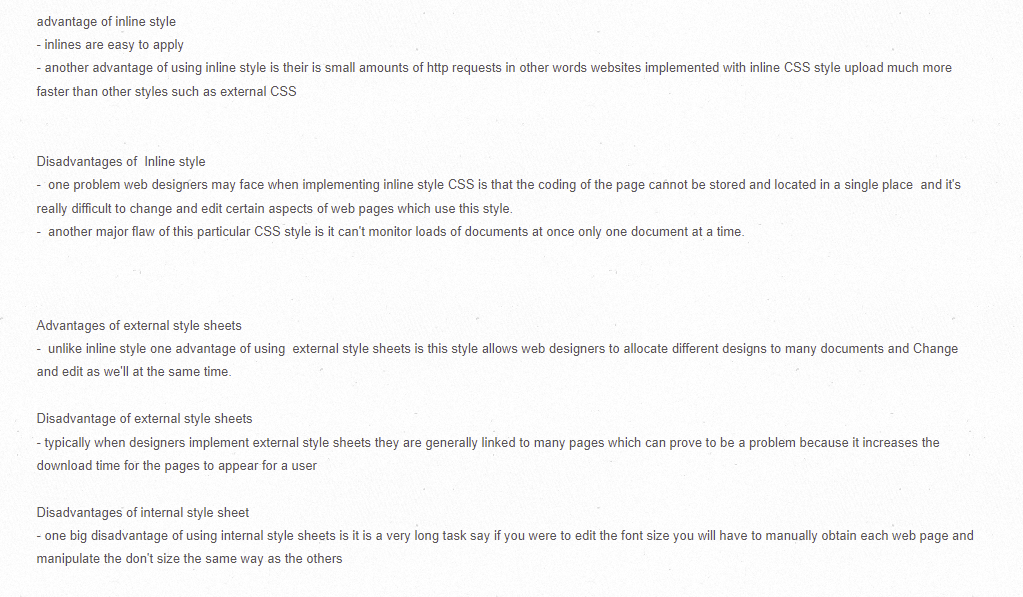 advantage of inline style
- inlines are easy to apply
- another advantage of using inline style is their is small amounts of http requests in other words websites implemented with inline CSS style upload much more
faster than other styles such as external CSS
Disadvantages of  Inline style
-  one problem web designers may face when implementing inline style CSS is that the coding of the page cannot be stored and located in a single place  and it's
really difficult to change and edit certain aspects of web pages which use this style.
-  another major flaw of this particular CSS style is it can't monitor loads of documents at once only one document at a time.
Advantages of external style sheets
-  unlike inline style one advantage of using  external style sheets is this style allows web designers to allocate different designs to many documents and Change
and edit as we'll at the same time.
Disadvantage of external style sheets
- typically when designers implement external style sheets they are generally linked to many pages which can prove to be a problem because it increases the
download time for the pages to appear for a user
Disadvantages of internal style sheet
- one big disadvantage of using internal style sheets is it is a very long task say if you were to edit the font size you will have to manually obtain each web page and
manipulate the don't size the same way as the others